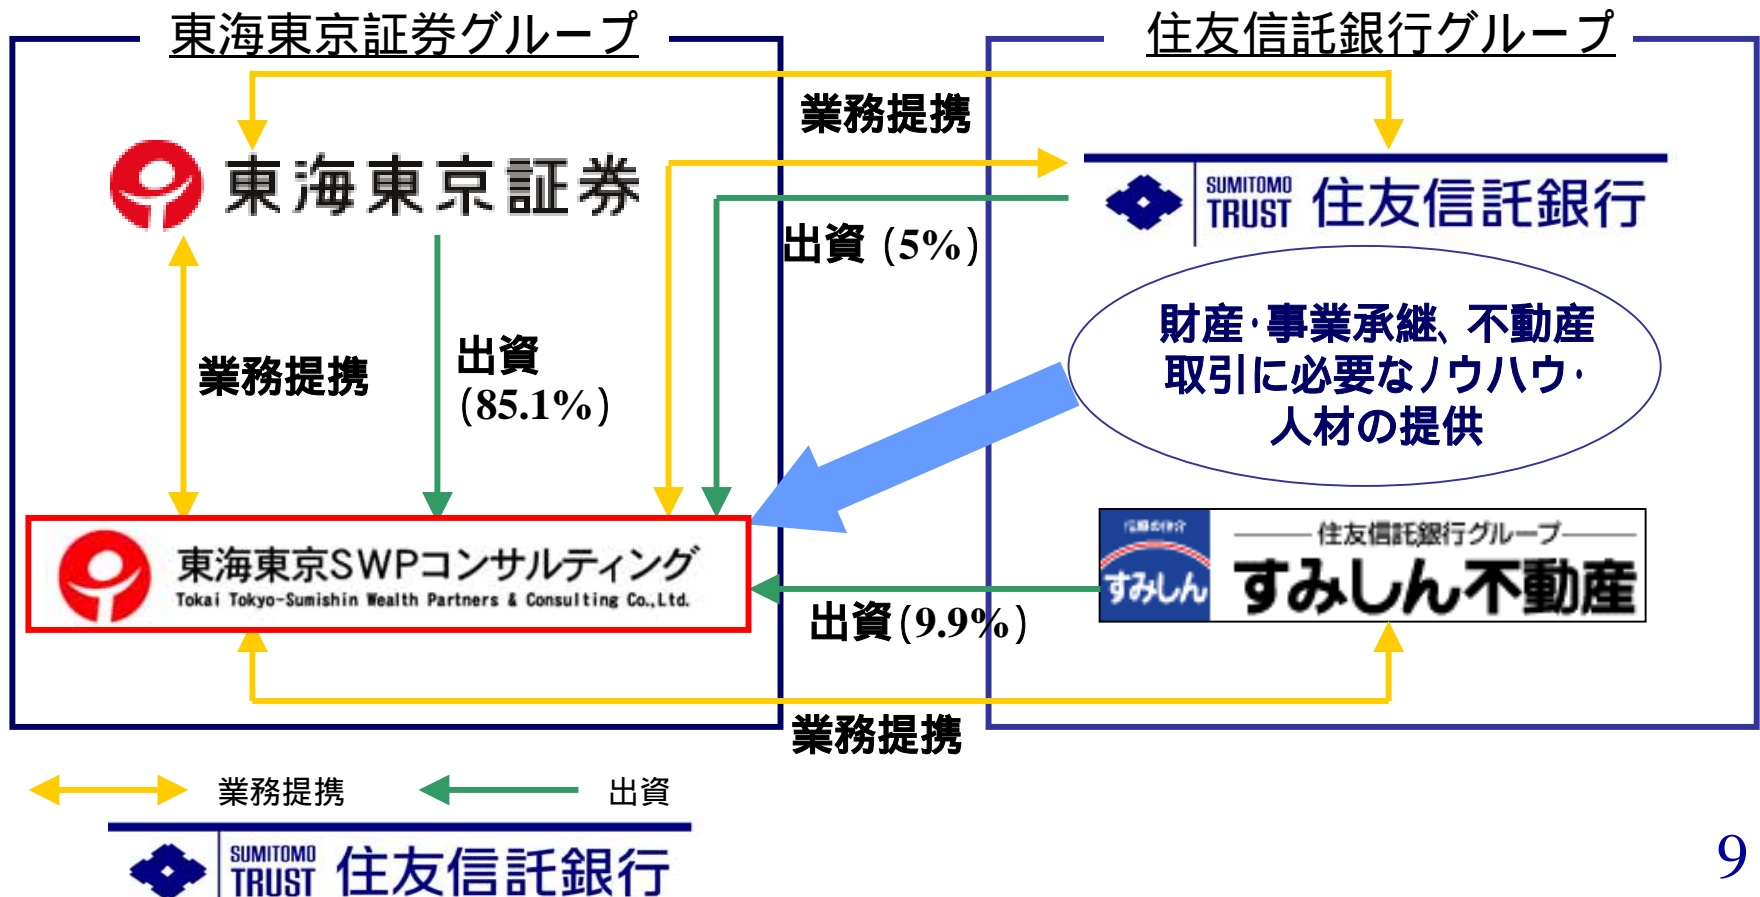 東海東京証券グループ
住友信託銀行グループ
業務提携
東海東京証券
SUMITOMO
TRUST
住友信託銀行
出資 (5%)
財産・事業承継、不動産
取引に必要なノウハウ・
人材の提供
業務提携
出資
(85.1%)
東海東京SWPコンサルティング
Tokai Tokyo-Sumishin Wealth Partners & Consulting Co.,Ltd.
信頼の仲介
すみしん
住友信託銀行グループ
すみしん不動産
出資(9.9%)
業務提携
業務提携
出資
SUMITOMO
TRUST
住友信託銀行
9